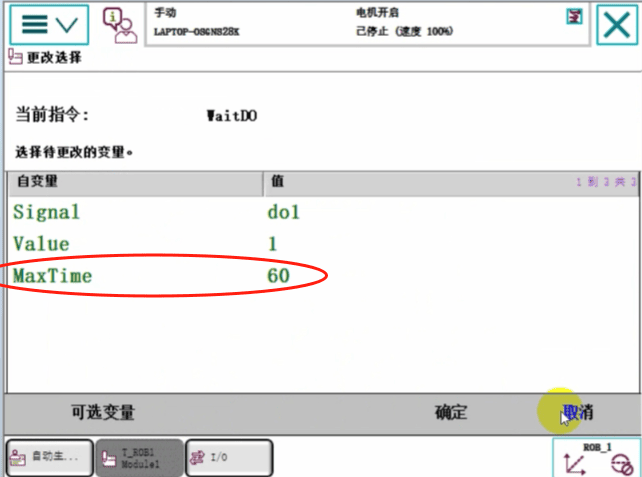 手动
电机开启
LAPTOP-O8GNS28K
己停止 (速度 100%)
更改选择
当前指令: WaitDO
选择待更改的变量。
自变量 值 1 到 3 共 3
Signal do1
Value 1
MaxTime 60
可选变量 确定 取消
自动生... T_ROB1
Module1 I/O ROB_1